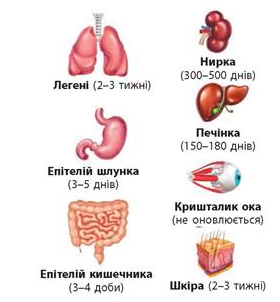 Легені (2–3 тижні)
Епітелій шлунка
(3–5 днів)
Епітелій кишечника
(3–4 доби)
Нирка
(300–500 днів)
Печінка
(150–180 днів)
Кришталик ока
(не оновлюється)
Шкіра (2–3 тижні)